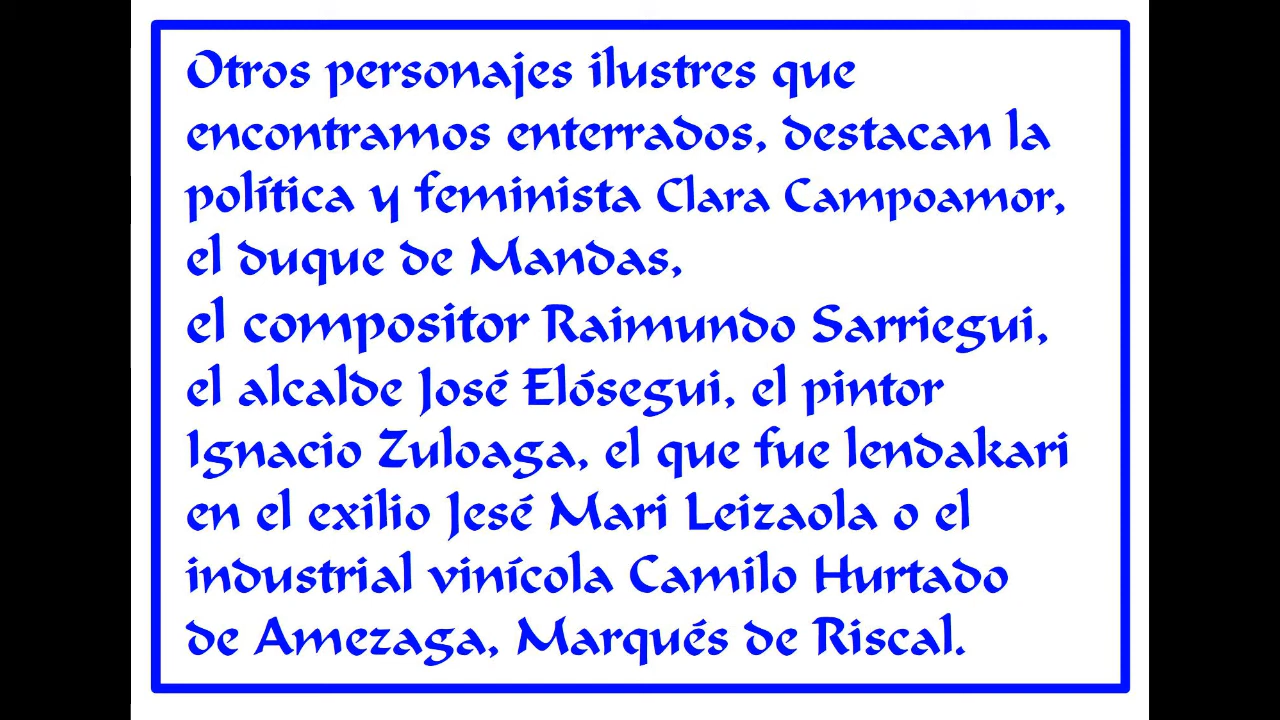 Otros personajes ilustres que
encontramos enterrados, destacan la
política y feminista Clara Campoamor,
el duque de Mandas,
el compositor Raimundo Sarriegui,
el alcalde José Elósegui, el pintor
Ignacio Zuloaga, el que fue lendakari
en el exilio Jesé Mari Leizaola o el
industrial vinícola Camilo Hurtado
de Amezaga, Marqués de Riscal.